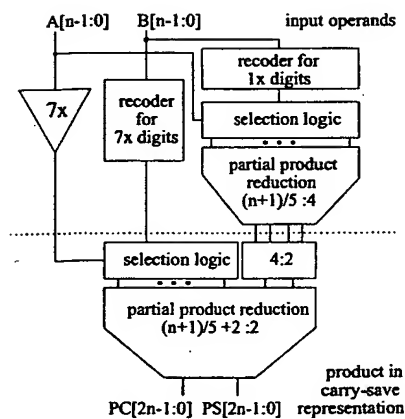 A[n-1:0] B[n-1:0] input operands
recoder for
1x digits
7x
recoder
for
7x digits
selection logic
partial product
reduction
(n+1)/5 :4
selection logic
4:2
partial product reduction
(n+1)/5 +2 :2
product in
carry-save
representation
PC[2n-1:0] PS[2n-1:0]